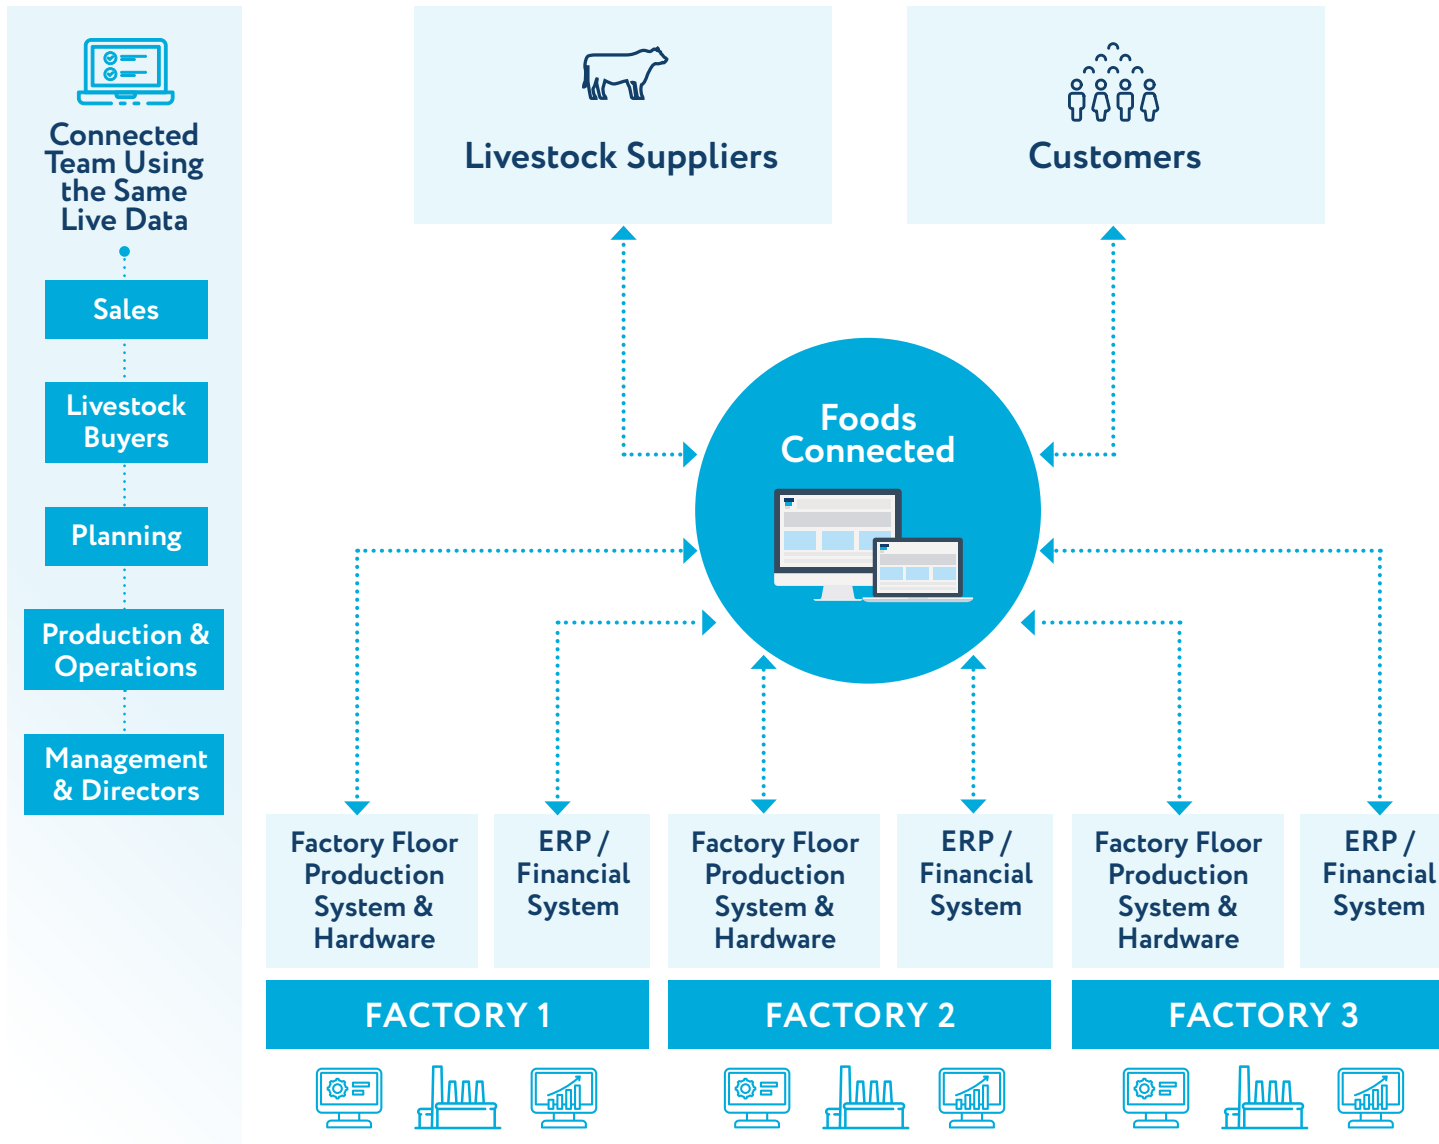 Connected
Team Using
the Same
Live Data
Sales
Livestock
Buyers
Planning
Production &
Operations
Management
& Directors
Livestock Suppliers
Customers
Foods
Connected
Factory Floor
Production
System &
Hardware
ERP /
Financial
System
FACTORY 1
Factory Floor
Production
System &
Hardware
ERP /
Financial
System
FACTORY 2
Factory Floor
Production
System &
Hardware
ERP /
Financial
System
FACTORY 3